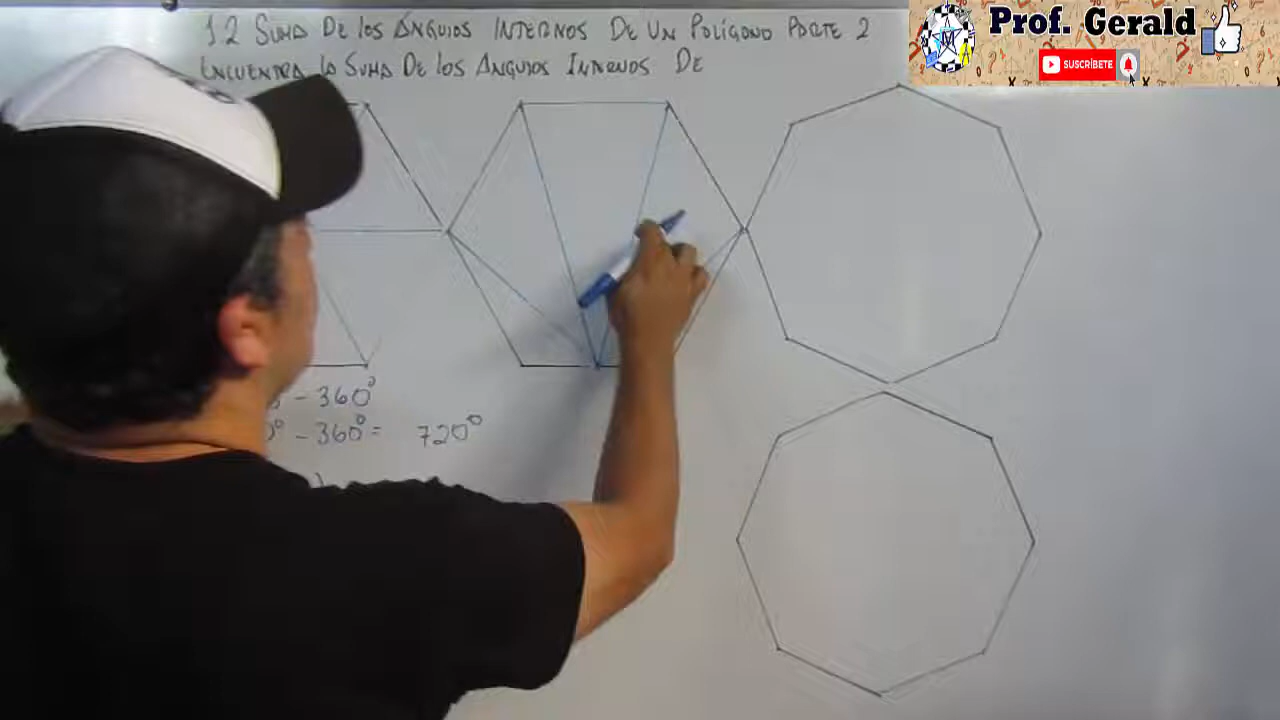 1.2 SUMA DE LOS ÁNGULOS INTERNOS DE UN POLÍGONO PARTE 2
ENCUENTRA LA SUMA DE LOS ANGULOS INTERNOS DE
Prof. Gerald
SUSCRÍBETE
- 360°
- 360° = 720°